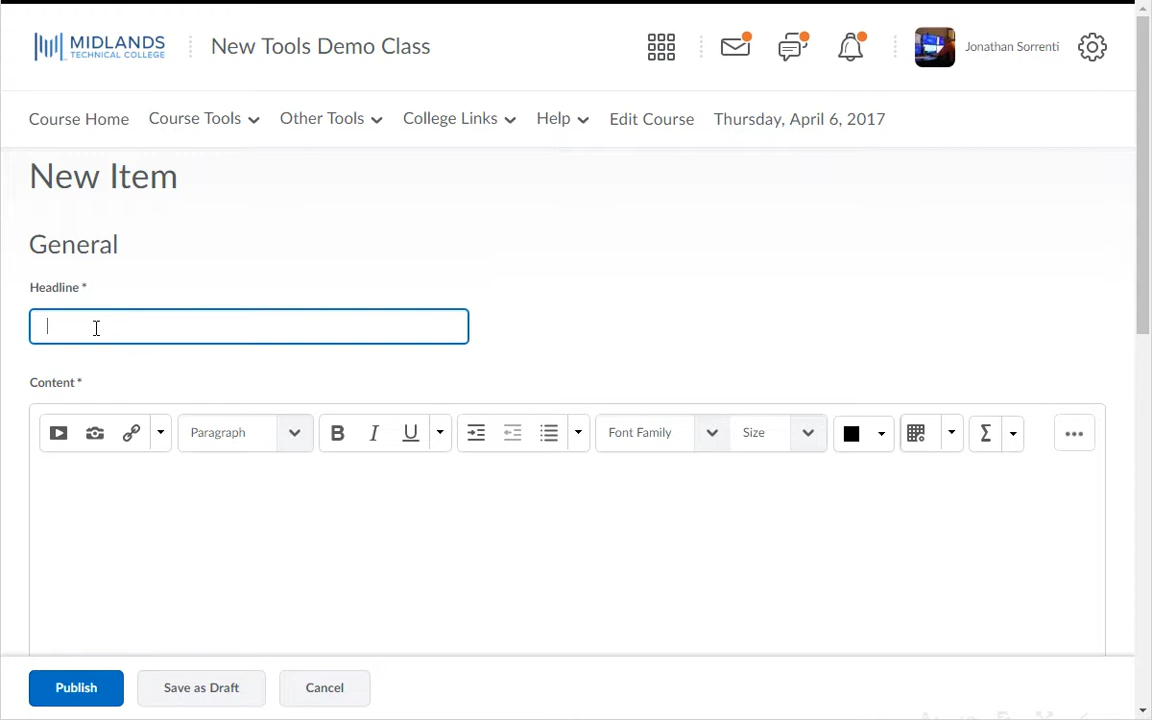 MIDLANDS
TECHNICAL COLLEGE
New Tools Demo Class
Jonathan Sorrenti
Course Home
Course Tools
Other Tools
College Links
Help
Edit Course
Thursday, April 6, 2017
New Item
General
Headline *
Content *
Paragraph
B
I
U
Font Family
Size
Σ
Publish
Save as Draft
Cancel